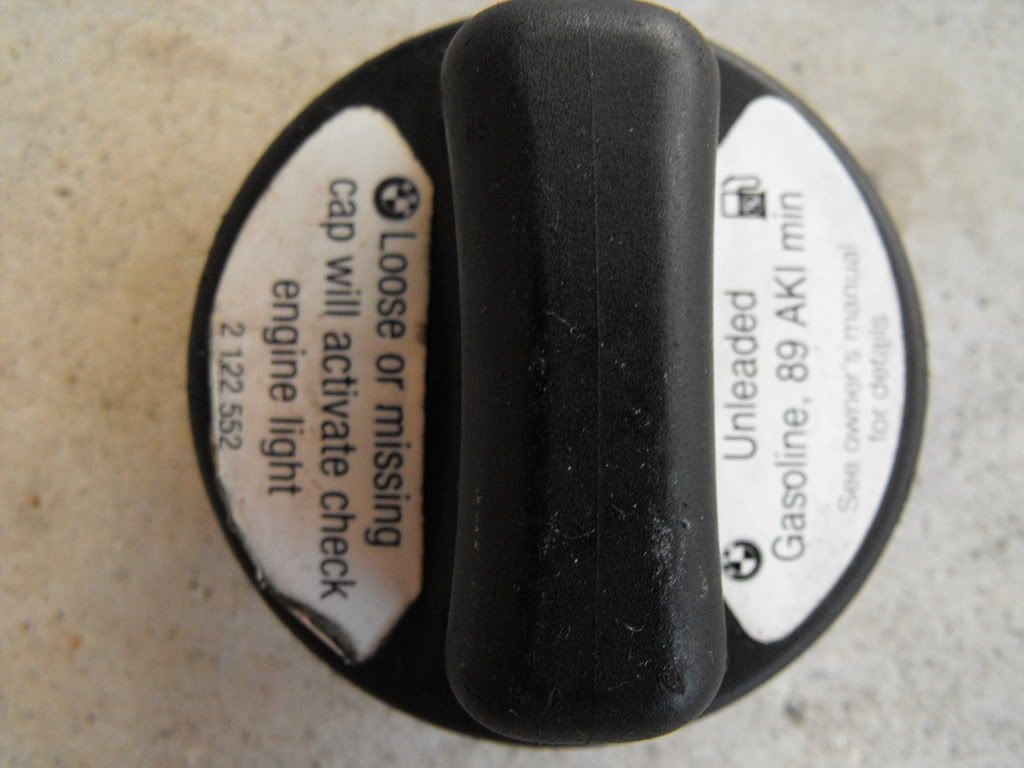 Loose or missing
cap will activate check
engine light
2 122 552
Unleaded
Gasoline, 89 AKI min
See owner's manual
for details